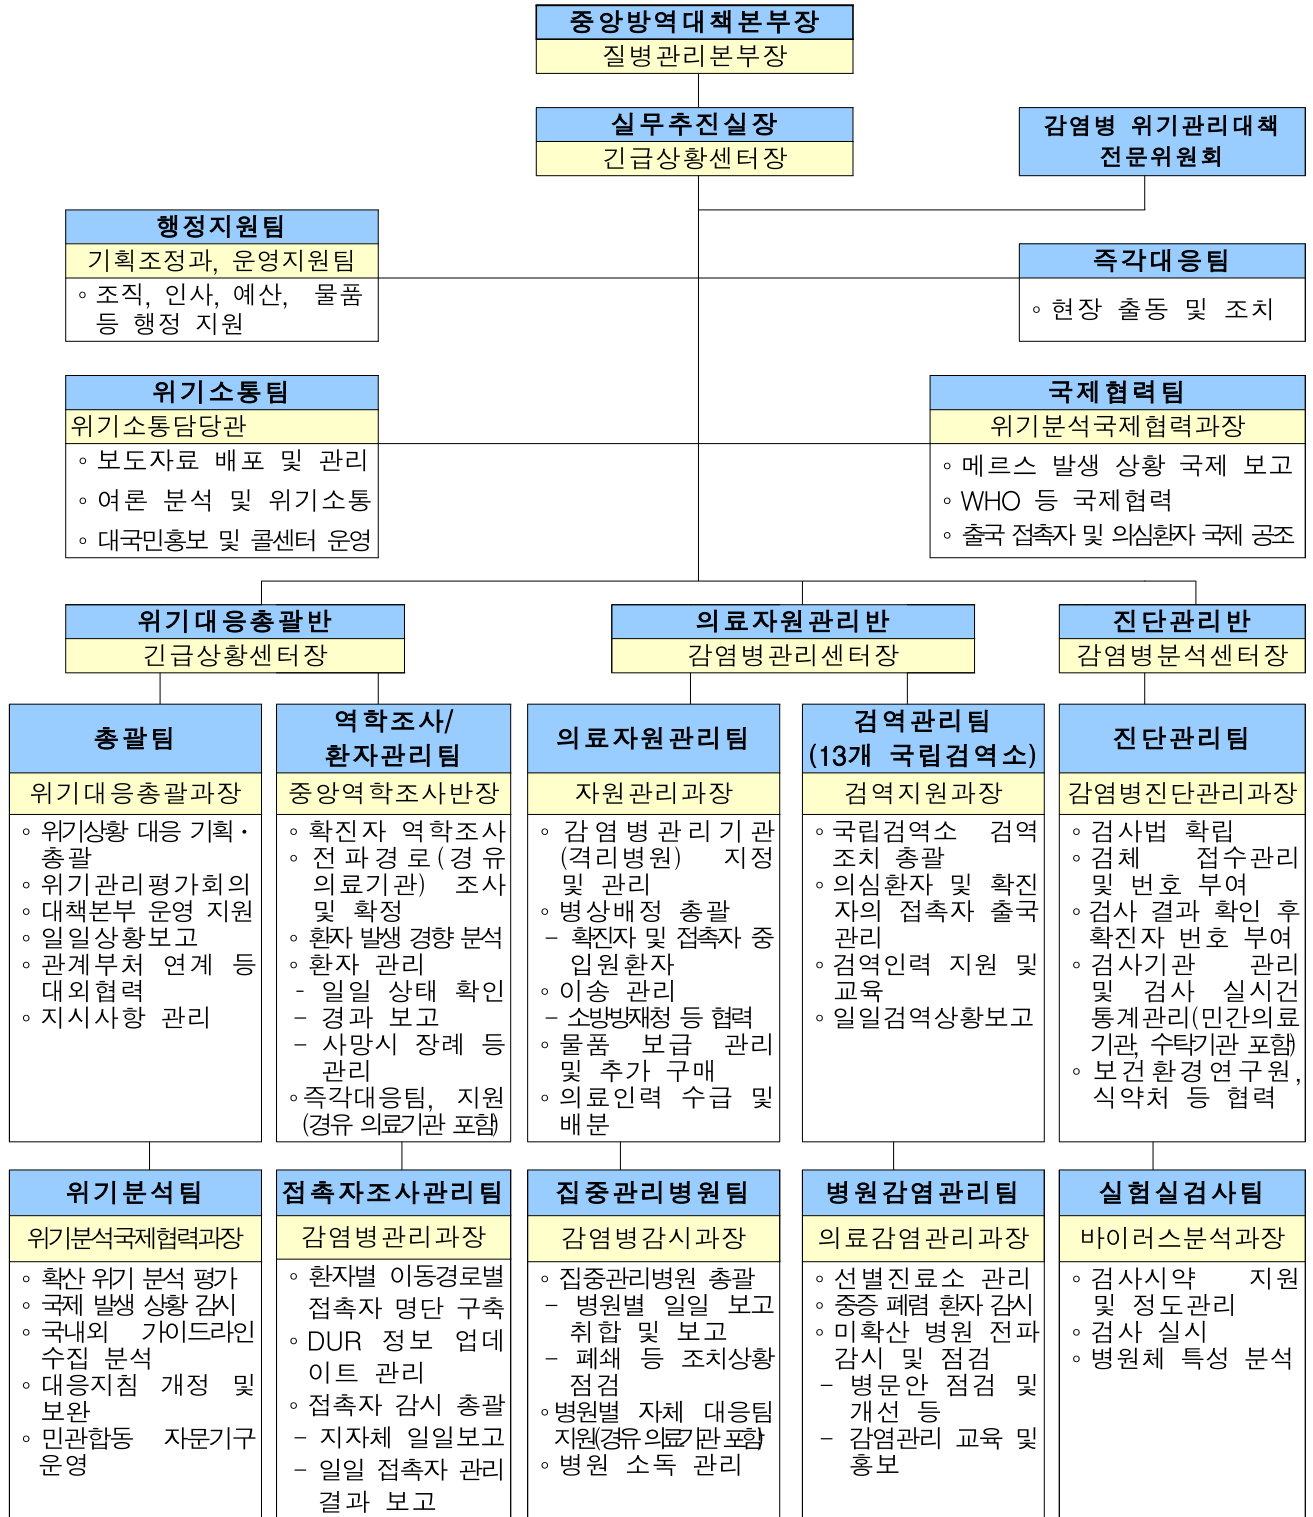 중앙방역대책본부장
질병관리본부장
실무추진실장
긴급상황센터장
감염병 위기관리대책
전문위원회
행정지원팀
기획조정과, 운영지원팀
◦ 조직, 인사, 예산, 물품
등 행정 지원
즉각대응팀
◦ 현장 출동 및 조치
위기소통팀
위기소통담당관
◦ 보도자료 배포 및 관리
◦ 여론 분석 및 위기소통
◦ 대국민홍보 및 콜센터 운영
국제협력팀
위기분석국제협력과장
◦ 메르스 발생 상황 국제 보고
◦ WHO 등 국제협력
◦ 출국 접촉자 및 의심환자 국제 공조
위기대응총괄반
긴급상황센터장
의료자원관리반
감염병관리센터장
진단관리반
감염병분석센터장
총괄팀
위기대응총괄과장
◦ 위기상황 대응 기획·
총괄
◦ 위기관리평가회의
◦ 대책본부 운영 지원
◦ 일일상황보고
◦ 관계부처 연계 등
대외협력
◦ 지시사항 관리
역학조사/
환자관리팀
중앙역학조사반장
◦ 확진자 역학조사
◦ 전파경로(경유
의료기관) 조사
및 확정
◦ 환자 발생 경향 분석
◦ 환자 관리
- 일일 상태 확인
- 경과 보고
- 사망시 장례 등
관리
◦ 즉각대응팀, 지원
(경유 의료기관 포함)
의료자원관리팀
자원관리과장
◦ 감염병관리기관
(격리병원) 지정
및 관리
◦ 병상배정 총괄
- 확진자 및 접촉자 중
입원환자
◦ 이송 관리
- 소방방재청 등 협력
◦ 물품 보급 관리
및 추가 구매
◦ 의료인력 수급 및
배분
검역관리팀
(13개 국립검역소)
검역지원과장
◦ 국립검역소 검역
조치 총괄
◦ 의심환자 및 확진
자의 접촉자 출국
관리
◦ 검역인력 지원 및
교육
◦ 일일검역상황보고
진단관리팀
감염병진단관리과장
◦ 검사법 확립
◦ 검체 접수관리
및 번호 부여
◦ 검사 결과 확인 후
확진자 번호 부여
◦ 검사기관 관리
및 검사 실시건
통계관리(민간의료
기관, 수탁기관 포함)
◦ 보건환경연구원,
식약처 등 협력
위기분석팀
위기분석국제협력과장
◦ 확산 위기 분석 평가
◦ 국제 발생 상황 감시
◦ 국내외 가이드라인
수집 분석
◦ 대응지침 개정 및
보완
◦ 민관합동 자문기구
운영
접촉자조사관리팀
감염병관리과장
◦ 환자별 이동경로별
접촉자 명단 구축
◦ DUR 정보 업데
이트 관리
◦ 접촉자 감시 총괄
- 지자체 일일보고
- 일일 접촉자 관리
결과 보고
집중관리병원팀
감염병감시과장
◦ 집중관리병원 총괄
- 병원별 일일 보고
취합 및 보고
- 폐쇄 등 조치상황
점검
◦ 병원별 자체 대응팀
지원(경유의료기관포함)
◦ 병원 소독 관리
병원감염관리팀
의료감염관리과장
◦ 선별진료소 관리
◦ 중증 폐렴 환자 감시
◦ 미확산 병원 전파
감시 및 점검
- 병문안 점검 및
개선 등
- 감염관리 교육 및
홍보
실험실검사팀
바이러스분석과장
◦ 검사시약 지원
및 정도관리
◦ 검사 실시
◦ 병원체 특성 분석